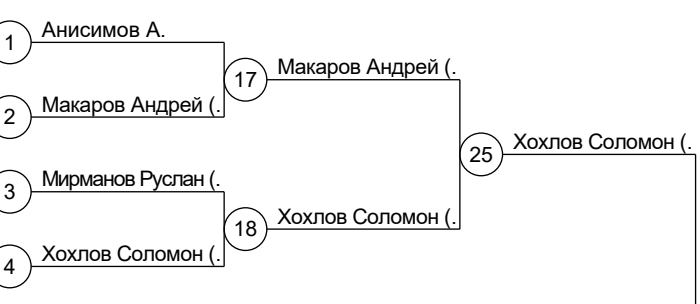 1 Анисимов А.
17 Макаров Андрей (.
2 Макаров Андрей (.
25 Хохлов Соломон (.
3 Мирманов Руслан (.
18 Хохлов Соломон (.
4 Хохлов Соломон (.